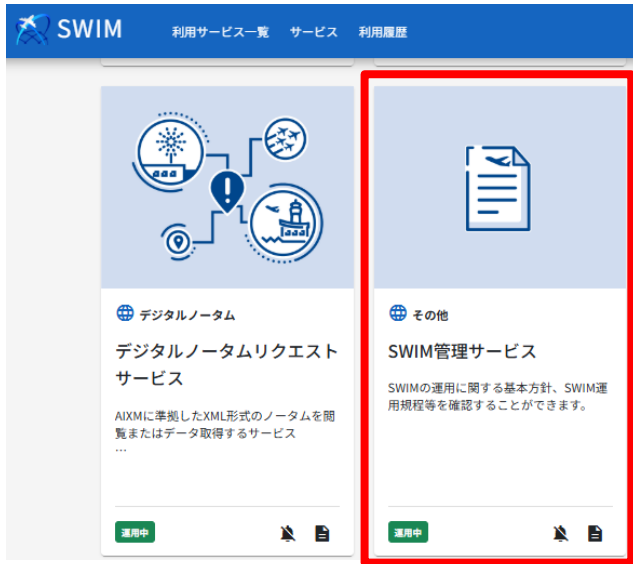 SWIM
利用サービス一覧 サービス 利用履歴
デジタルノータム
デジタルノータムリクエスト
サービス
AIXMに準拠したXML形式のノータムを閲
覧またはデータ取得するサービス
…
運用中
その他
SWIM管理サービス
SWIMの運用に関する基本方針、SWIM運
用規程等を確認することができます。
運用中